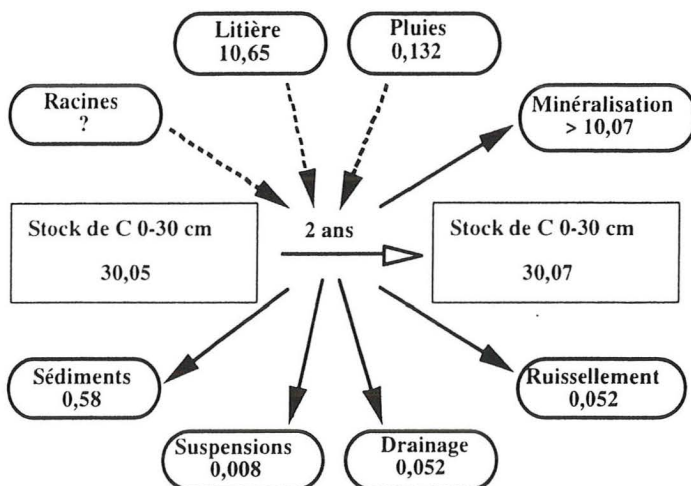 Litière
10,65
Pluies
0,132
Racines
?
Minéralisation
> 10,07
Stock de C 0-30 cm
30,05
2 ans
Stock de C 0-30 cm
30,07
Sédiments
0,58
Suspensions
0,008
Drainage
0,052
Ruissellement
0,052